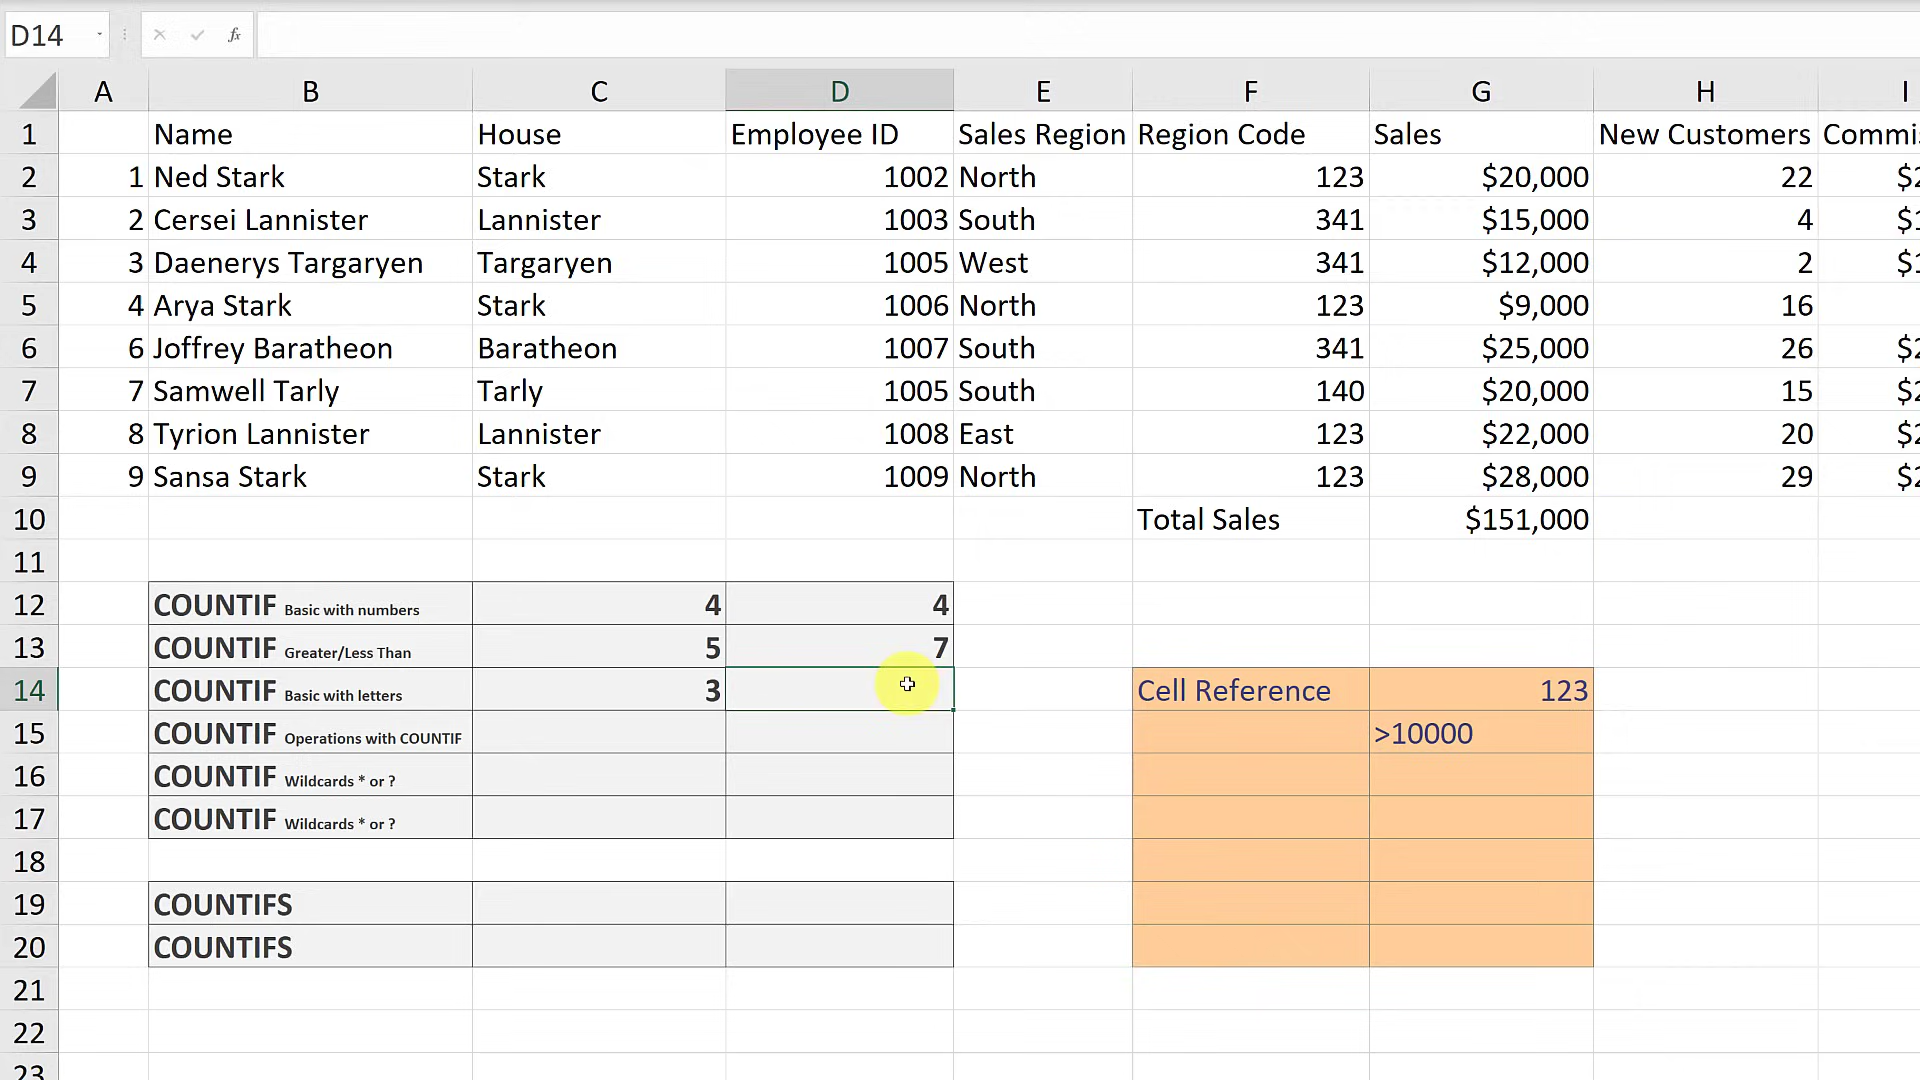 D14 fx
A B C D E F G H I
1 Name House Employee ID Sales Region Region Code Sales New Customers Commis
2 1 Ned Stark Stark 1002 North 123 $20,000 22 $2
3 2 Cersei Lannister Lannister 1003 South 341 $15,000 4 $1
4 3 Daenerys Targaryen Targaryen 1005 West 341 $12,000 2 $1
5 4 Arya Stark Stark 1006 North 123 $9,000 16
6 6 Joffrey Baratheon Baratheon 1007 South 341 $25,000 26 $2
7 7 Samwell Tarly Tarly 1005 South 140 $20,000 15 $2
8 8 Tyrion Lannister Lannister 1008 East 123 $22,000 20 $2
9 9 Sansa Stark Stark 1009 North 123 $28,000 29 $2
10 Total Sales $151,000
11
12 COUNTIF Basic with numbers 4 4
13 COUNTIF Greater/Less Than 5 7
14 COUNTIF Basic with letters 3 Cell Reference 123
15 COUNTIF Operations with COUNTIF >10000
16 COUNTIF Wildcards * or ?
17 COUNTIF Wildcards * or ?
18
19 COUNTIFS
20 COUNTIFS
21
22
23